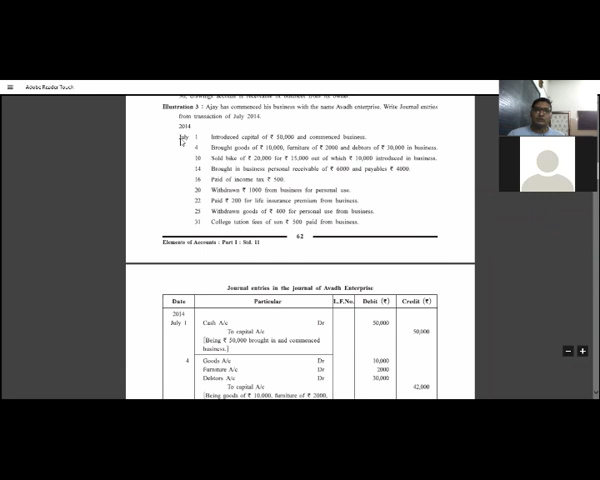 Adobe Reader Touch
Illustration 3 : Ajay has commenced his business with the name Avadh enterprise. Write Journal entries
from transaction of July 2014.
2014
July 1 Introduced capital of ₹ 50,000 and commenced business.
4 Brought goods of ₹ 10,000, furniture of ₹ 2000 and debtors of ₹ 30,000 in business.
10 Sold bike of ₹ 20,000 for ₹ 15,000 out of which ₹ 10,000 introduced in business.
14 Brought in business personal receivable of ₹ 6000 and payables ₹ 4000.
16 Paid of income tax ₹ 500.
20 Withdrawn ₹ 1000 from business for personal use.
22 Paid ₹ 200 for life insurance premium from business.
25 Withdrawn goods of ₹ 400 for personal use from business.
31 College tution fees of son ₹ 500 paid from business.
62
Elements of Accounts : Part I : Std. 11
Journal entries in the journal of Avadh Enterprise
Date Particular L.F.No. Debit (₹) Credit (₹)
2014
July 1 Cash A/c Dr 50,000
To capital A/c 50,000
[Being ₹ 50,000 brought in and commenced
business.]
4 Goods A/c Dr 10,000
Furniture A/c Dr 2000
Debtors A/c Dr 30,000
To capital A/c 42,000
[Being goods of ₹ 10,000, furniture of ₹ 2000,